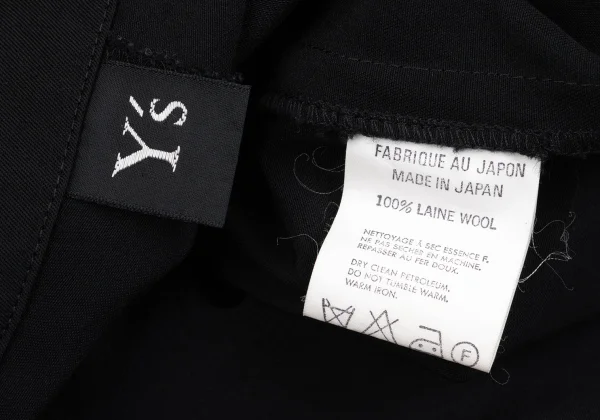 Y's
FABRIQUE AU JAPON
MADE IN JAPAN
100% LAINE WOOL
NETTOYAGE À SEC ESSENCE F.
NE PAS SUCHER EN MACHINE.
REPASSER AU FER DOUX.
DRY CLEAN PETROLEUM.
DO NOT TUMBLE WARM.
WARM IRON.
F